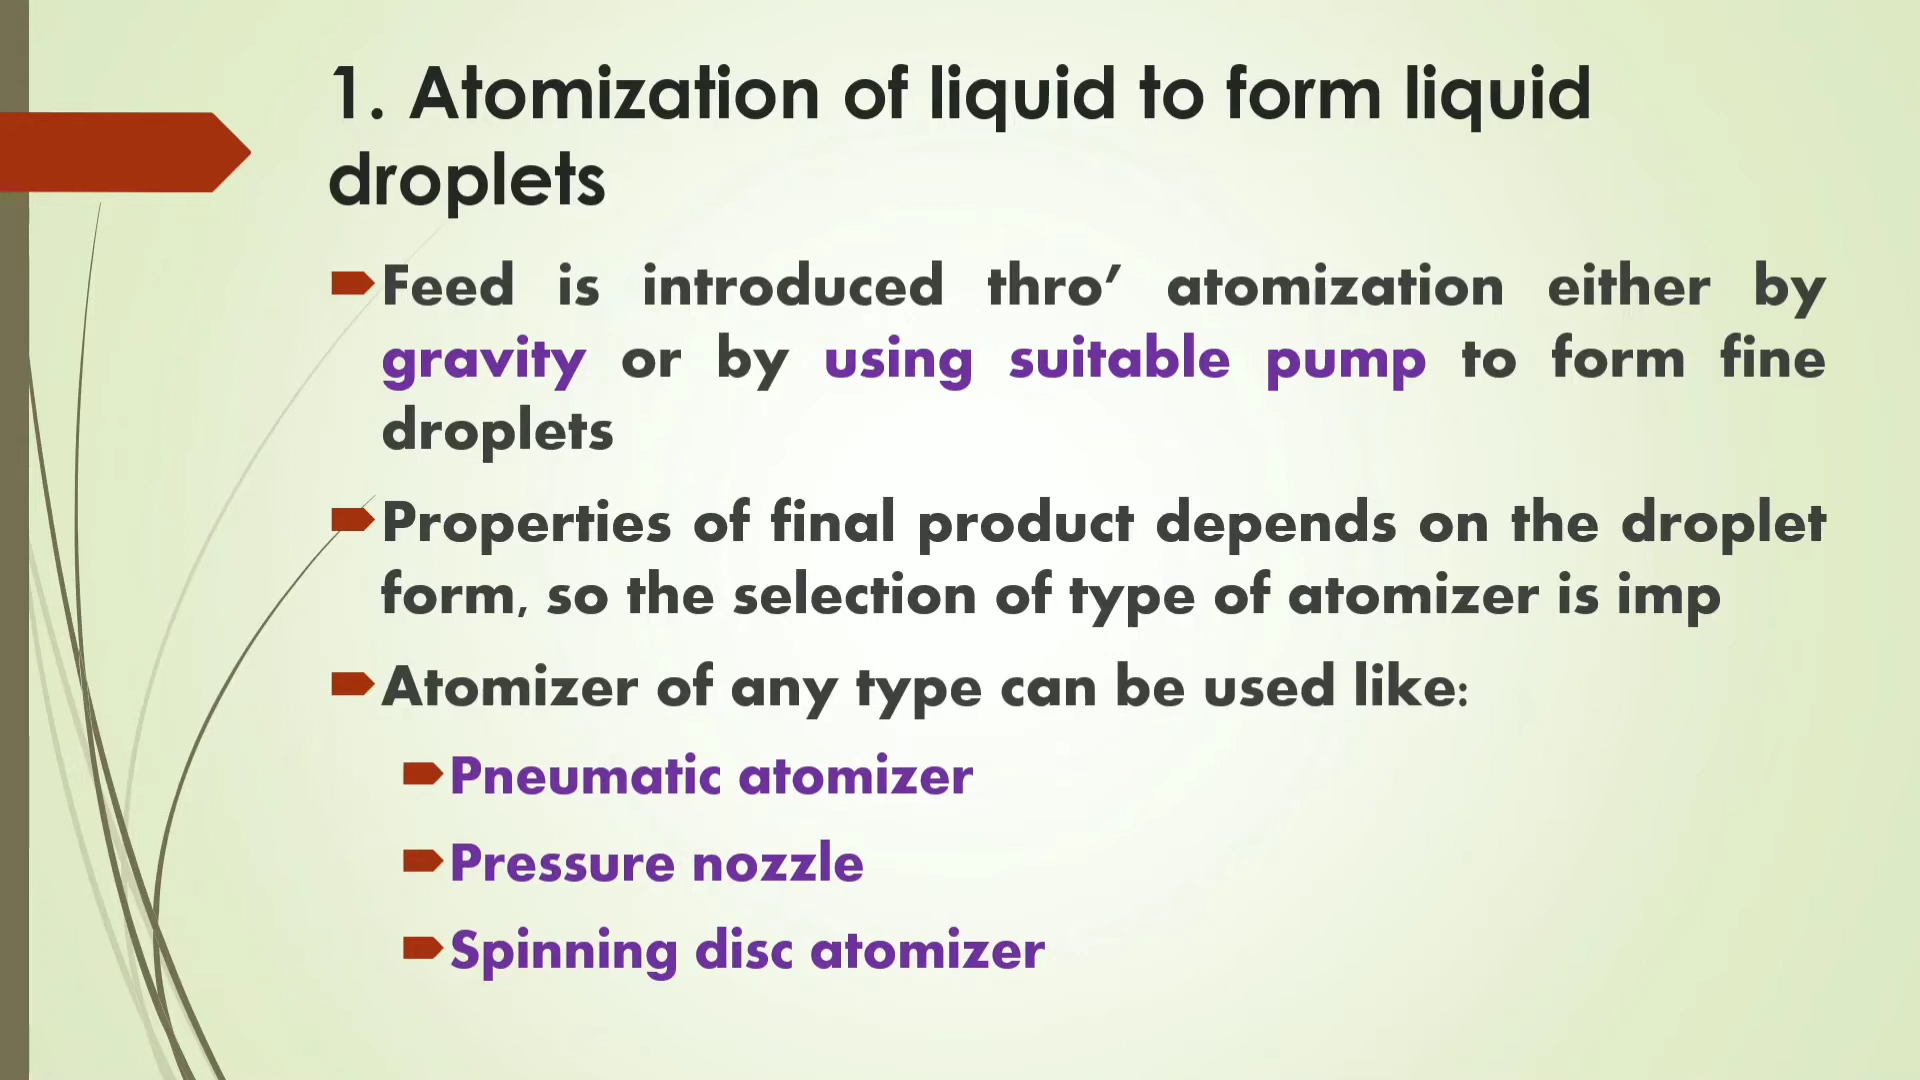 1. Atomization of liquid to form liquid
droplets
Feed is introduced thro’ atomization either by
gravity or by using suitable pump to form fine
droplets
Properties of final product depends on the droplet
form, so the selection of type of atomizer is imp
Atomizer of any type can be used like:
Pneumatic atomizer
Pressure nozzle
Spinning disc atomizer